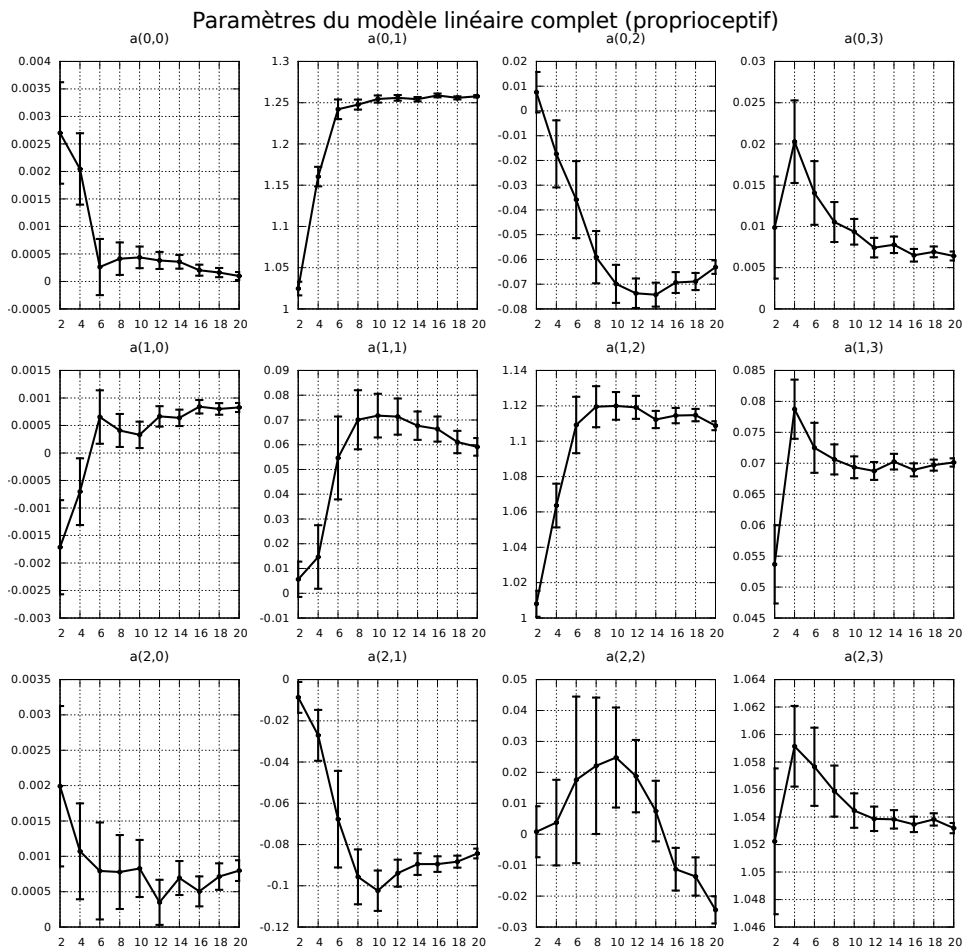 Paramètres du modèle linéaire complet (proprioceptif)
a(0,0) a(0,1) a(0,2) a(0,3)
0.004 1.3 0.02 0.03
0.0035 0.01
0.003 1.25 0 0.025
0.0025 -0.01 0.02
0.002 1.2 -0.02
0.0015 1.15 -0.03 0.015
0.001 1.1 -0.04 0.01
0.0005 -0.05
0 1.05 -0.06 0.005
-0.0005 1 -0.07 0
-0.08
2 4 6 8 10 12 14 16 18 20 2 4 6 8 10 12 14 16 18 20 2 4 6 8 10 12 14 16 18 20 2 4 6 8 10 12 14 16 18 20
a(1,0) a(1,1) a(1,2) a(1,3)
0.0015 0.09 1.14 0.085
0.001 0.08 1.12 0.08
0.0005 0.07 1.1 0.075
0 0.06 1.08 0.07
-0.0005 0.05 1.06 0.065
-0.001 0.04 1.04 0.06
-0.0015 0.03 1.02 0.055
-0.002 0.02 1 0.05
-0.0025 0.01 0.045
-0.003 0
-0.01
2 4 6 8 10 12 14 16 18 20 2 4 6 8 10 12 14 16 18 20 2 4 6 8 10 12 14 16 18 20 2 4 6 8 10 12 14 16 18 20
a(2,0) a(2,1) a(2,2) a(2,3)
0.0035 0 0.05 1.064
0.003 -0.02 0.04 1.062
0.0025 -0.04 0.03 1.06
0.002 -0.06 0.02 1.058
0.0015 -0.08 0.01 1.056
0.001 -0.1 0 1.054
0.0005 -0.12 -0.01 1.052
0 -0.02 1.05
-0.03 1.048
1.046
2 4 6 8 10 12 14 16 18 20 2 4 6 8 10 12 14 16 18 20 2 4 6 8 10 12 14 16 18 20 2 4 6 8 10 12 14 16 18 20